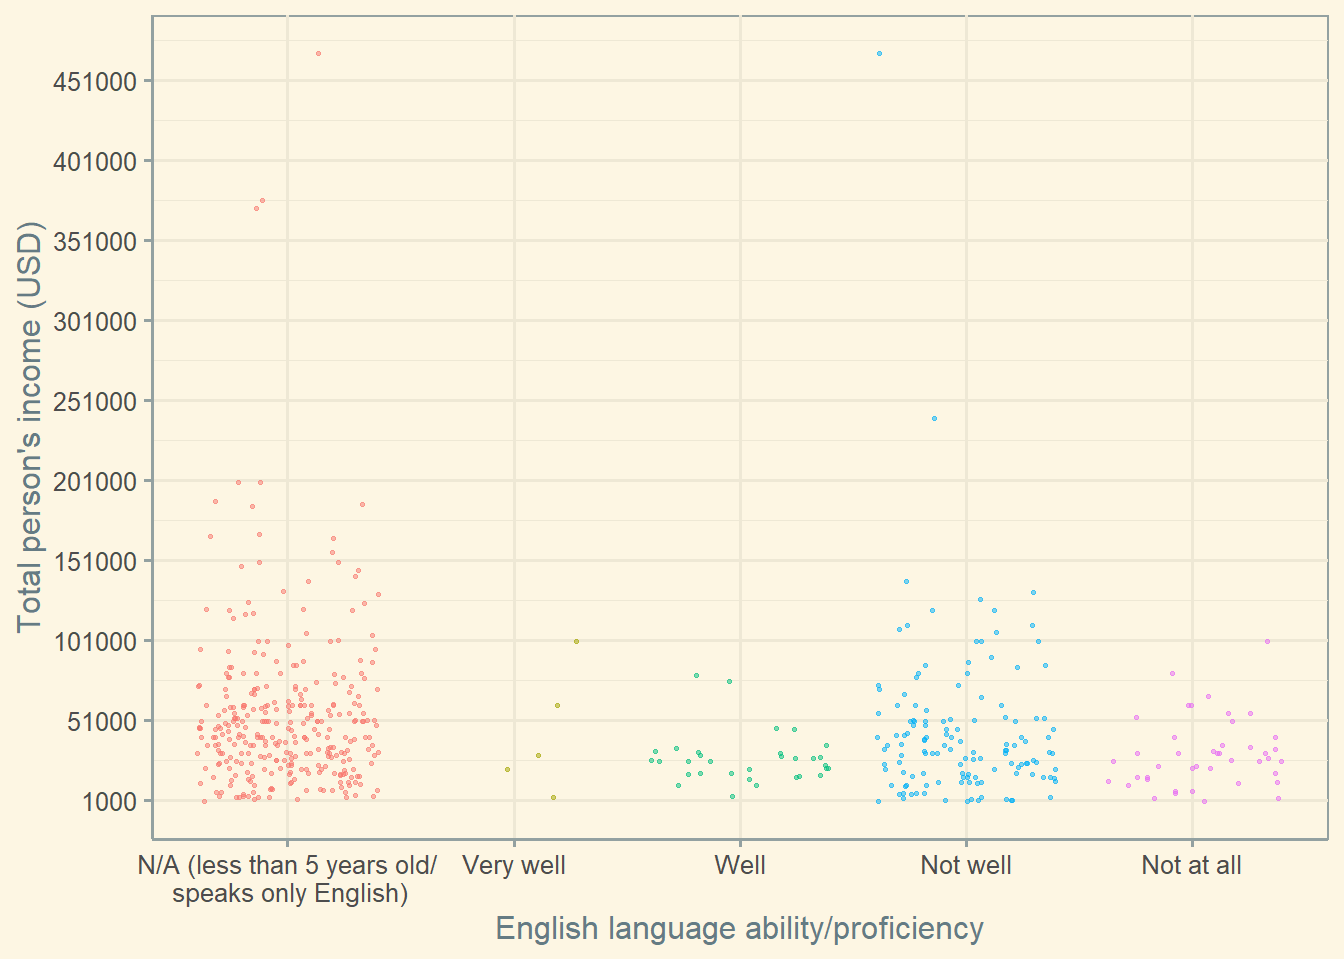 Total person's income (USD)
451000
401000
351000
301000
251000
201000
151000
101000
51000
1000
N/A (less than 5 years old/
speaks only English)
Very well
Well
Not well
Not at all
English language ability/proficiency